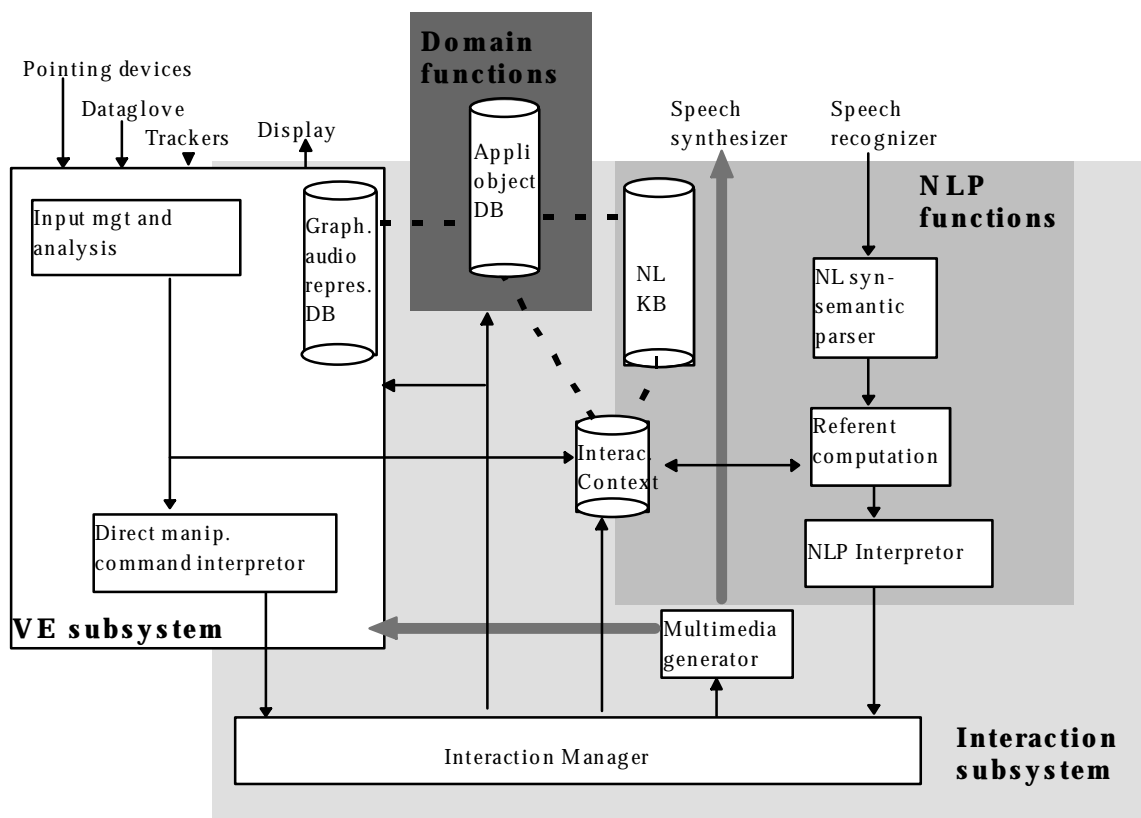 Domain
functions
Pointing devices
Dataglove
Trackers
Display
Speech
synthesizer
Speech
recognizer
Appli
object
DB
NLP
functions
Input mgt and
analysis
Graph.
audio
repres.
DB
NL
KB
NL syn-
semantic
parser
Referent
computation
Interac.
Context
Direct manip.
command interpretor
NLP Interpretor
VE subsystem
Multimedia
generator
Interaction Manager
Interaction
subsystem